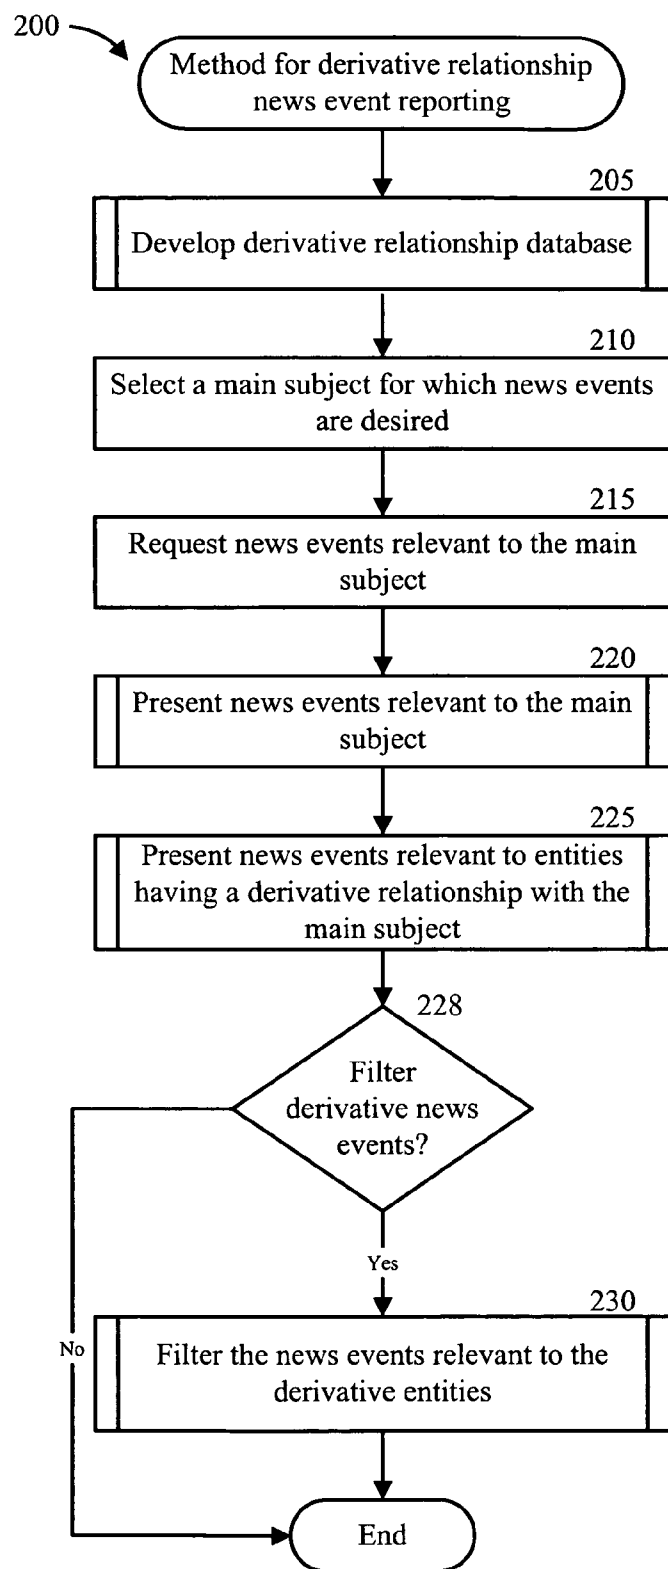 200
Method for derivative relationship
news event reporting
205
Develop derivative relationship database
210
Select a main subject for which news events
are desired
215
Request news events relevant to the main
subject
220
Present news events relevant to the main
subject
225
Present news events relevant to entities
having a derivative relationship with the
main subject
228
Filter
derivative news
events?
Yes
No
230
Filter the news events relevant to the
derivative entities
End